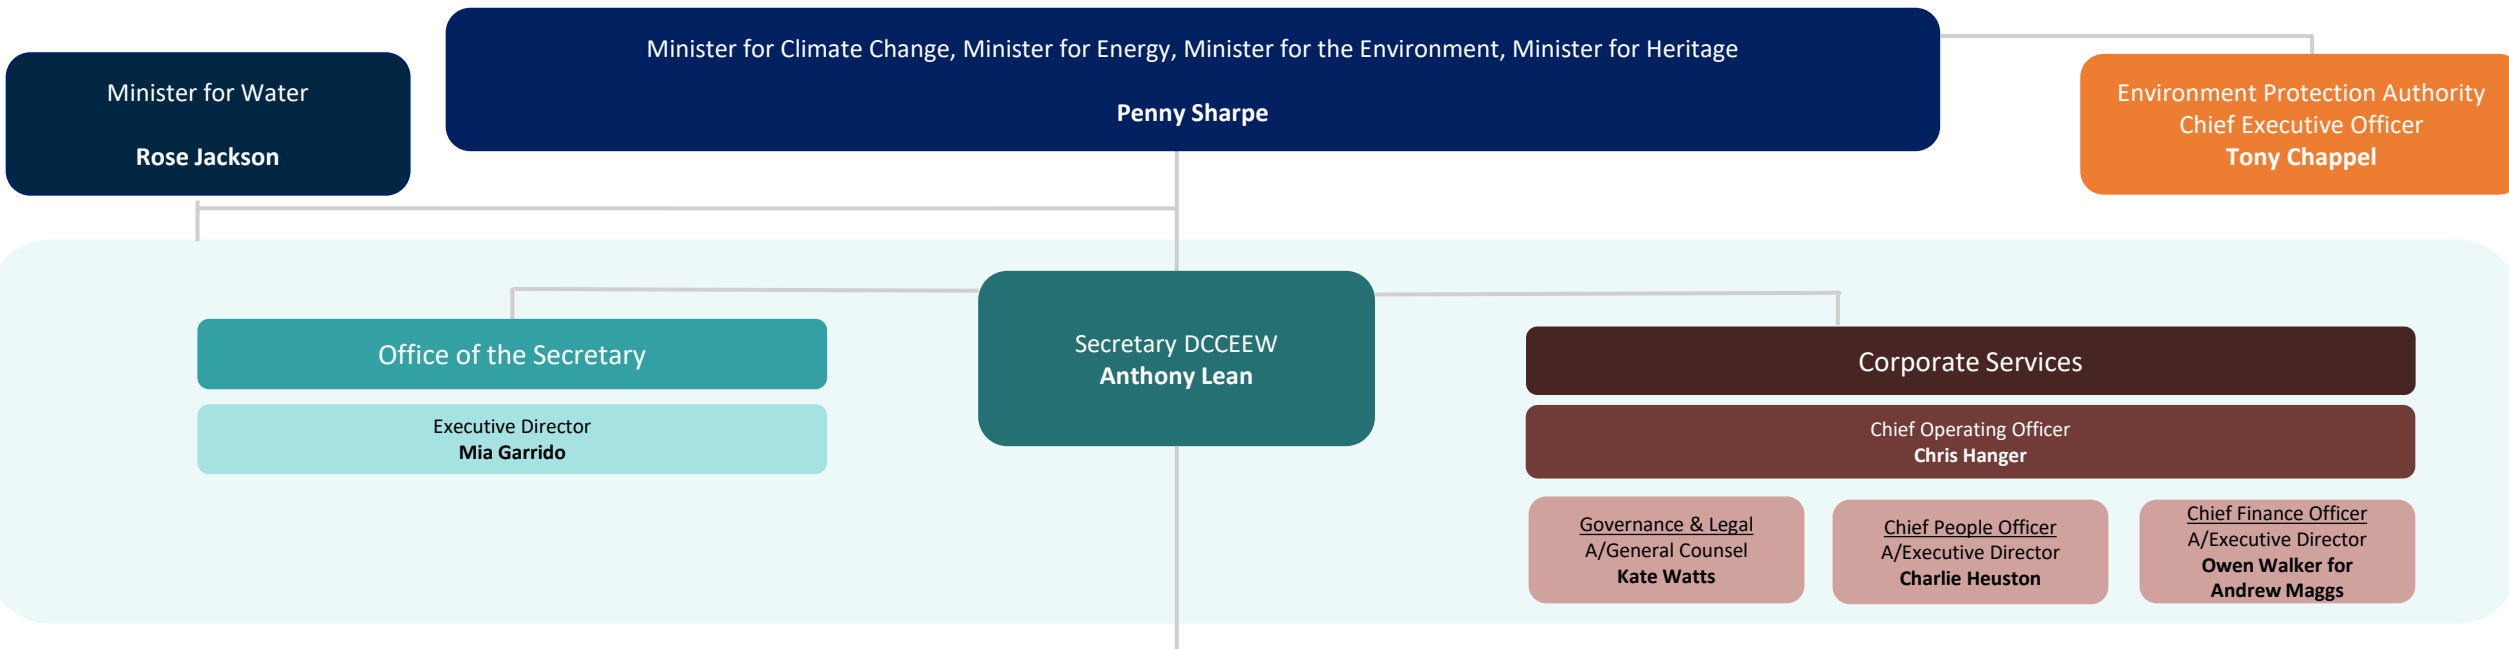 Minister for Water
Rose Jackson
Minister for Climate Change, Minister for Energy, Minister for the Environment, Minister for Heritage
Penny Sharpe
Environment Protection Authority
Chief Executive Officer
Tony Chappel
Office of the Secretary
Executive Director
Mia Garrido
Secretary DCCEEW
Anthony Lean
Corporate Services
Chief Operating Officer
Chris Hanger
Governance & Legal
A/General Counsel
Kate Watts
Chief People Officer
A/Executive Director
Charlie Heuston
Chief Finance Officer
A/Executive Director
Owen Walker for
Andrew Maggs